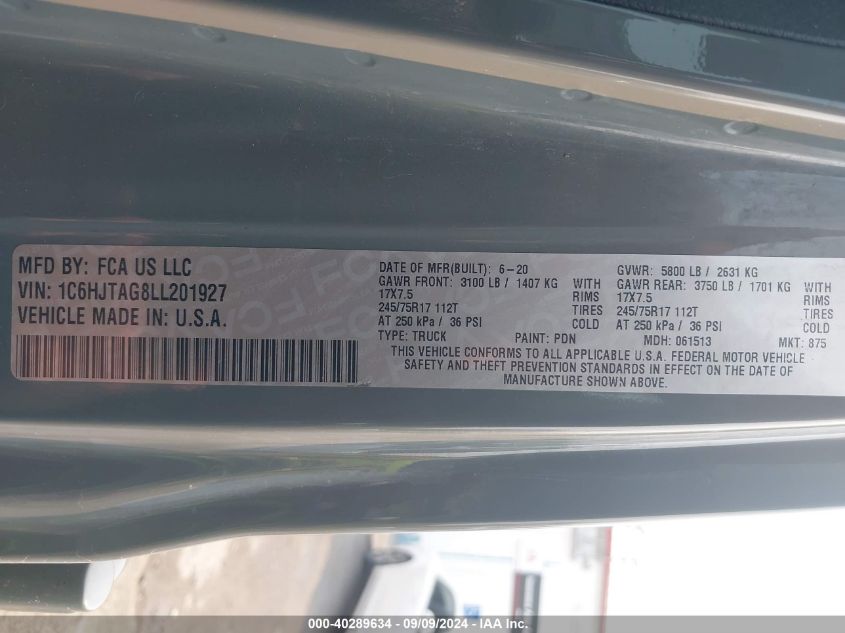 MFD BY: FCA US LLC
VIN: 1C6HJTAG8LL201927
VEHICLE MADE IN: U.S.A.
DATE OF MFR(BUILT): 6-20 GVWR: 5800 LB / 2631 KG
GAWR FRONT: 3100 LB / 1407 KG WITH GAWR REAR: 3750 LB / 1701 KG WITH
17X7.5 RIMS 17X7.5 RIMS
245/75R17 112T TIRES 245/75R17 112T TIRES
AT 250 kPa / 36 PSI COLD AT 250 kPa / 36 PSI COLD
TYPE: TRUCK PAINT: PDN MDH: 061513 MKT: 875
THIS VEHICLE CONFORMS TO ALL APPLICABLE U.S.A. FEDERAL MOTOR VEHICLE
SAFETY AND THEFT PREVENTION STANDARDS IN EFFECT ON THE DATE OF
MANUFACTURE SHOWN ABOVE.
000-40289634 - 09/09/2024 - IAA Inc.